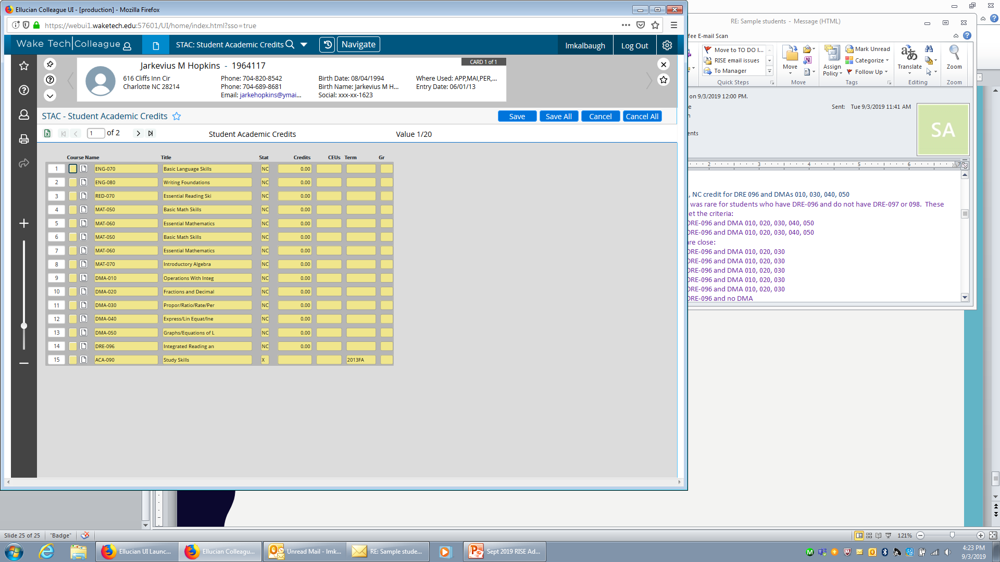 Ellucian Colleague UI - [production] - Mozilla Firefox
https://webui1.waketech.edu:57601/UI/home/index.html?sso=true
Wake Tech Colleague
STAC: Student Academic Credits
Navigate
lmkalbaugh
Log Out
CARD 1 of 1
Jarkevius M Hopkins - 1964117
616 Cliffs Inn Cir
Charlotte NC 28214
Phone: 704-820-8542
Phone: 704-689-8681
Email: jarkehopkins@ymai...
Birth Date: 08/04/1994
Birth Name: Jarkevius M H...
Social: xxx-xx-1623
Where Used: APP,MAI,PER,...
Entry Date: 06/01/13
STAC - Student Academic Credits
Save Save All Cancel Cancel All
1 of 2
Student Academic Credits
Value 1/20
Course Name Title Stat Credits CEUs Term Gr
1 ENG-070 Basic Language Skills NC 0.00
2 ENG-080 Writing Foundations NC 0.00
3 RED-070 Essential Reading Ski NC 0.00
4 MAT-050 Basic Math Skills NC 0.00
5 MAT-060 Essential Mathematics NC 0.00
6 MAT-050 Basic Math Skills NC 0.00
7 MAT-060 Essential Mathematics NC 0.00
8 MAT-070 Introductory Algebra NC 0.00
9 DMA-010 Operations With Integ NC 0.00
10 DMA-020 Fractions and Decimal NC 0.00
11 DMA-030 Propor/Ratio/Rate/Per NC 0.00
12 DMA-040 Express/Lin Equat/Ine NC 0.00
13 DMA-050 Graphs/Equations of L NC 0.00
14 DRE-096 Integrated Reading an NC 0.00
15 ACA-090 Study Skills X 2013FA
RE: Sample students - Message (HTML)
fee E-mail Scan
Move to TO DO l...
RISE email issues
To Manager
Quick Steps
Move
Move
Assign Policy
Mark Unread
Categorize
Follow Up
Tags
Translate
Editing
Zoom
Zoom
on 9/3/2019 12:00 PM.
Sent: Tue 9/3/2019 11:41 AM
ents
SA
2 3 4 5 6 7
, NC credit for DRE 096 and DMAs 010, 030, 040, 050
was rare for students who have DRE-096 and do not have DRE-097 or 098. These
et the criteria:
DRE-096 and DMA 010, 020, 030, 040, 050
DRE-096 and DMA 010, 020, 030, 040, 050
re close:
DRE-096 and DMA 010, 020, 030
DRE-096 and DMA 010, 020, 030
DRE-096 and DMA 010, 020, 030
DRE-096 and DMA 010, 020, 030
DRE-096 and DMA 010, 020, 030
DRE-096 and no DMA
Slide 25 of 25 "Badge"
121%
Ellucian UI Launc...
Ellucian Colleagu...
Unread Mail - lmk...
RE: Sample stude...
Sept 2019 RISE Ad...
4:23 PM
9/3/2019